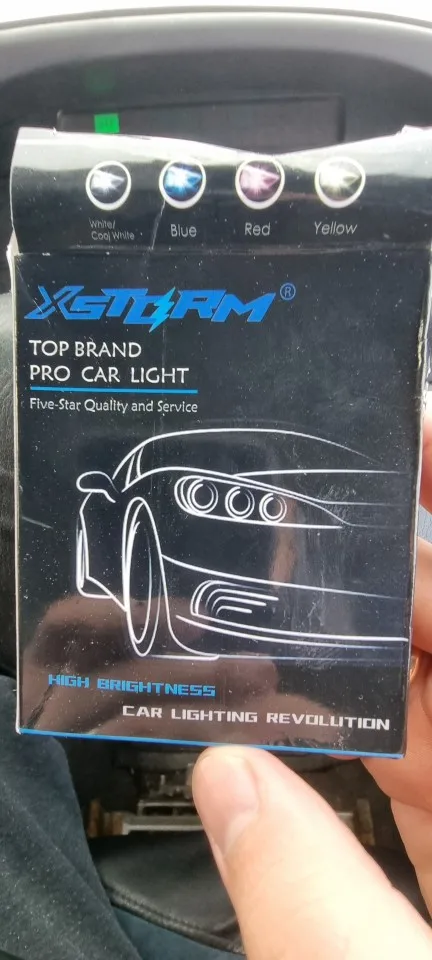 White/
Cool White
Blue
Red
Yellow
XSTORM®
TOP BRAND
PRO CAR LIGHT
Five-Star Quality and Service
HIGH BRIGHTNESS
CAR LIGHTING REVOLUTION